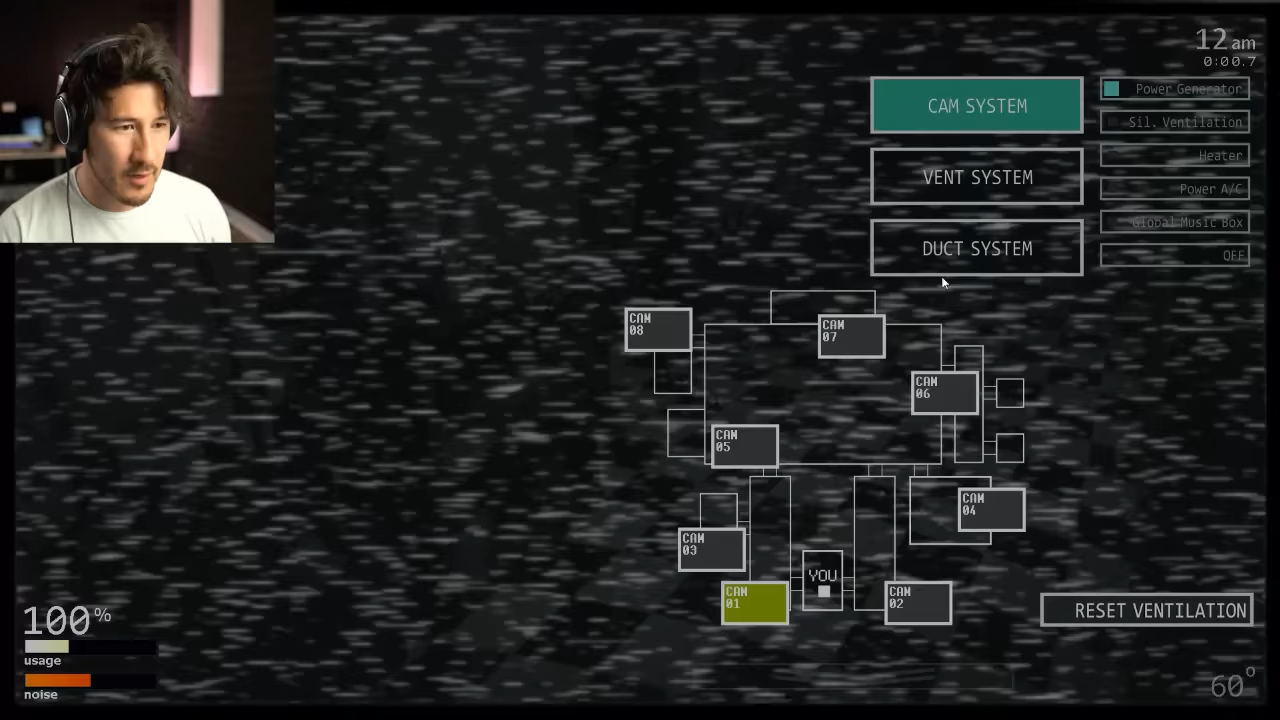 12 am
0:00.7
CAM SYSTEM
Power Generator
Sil. Ventilation
VENT SYSTEM
Heater
Power A/C
DUCT SYSTEM
Global Music Box
OFF
CAM
08
CAM
07
CAM
06
CAM
05
CAM
04
CAM
03
YOU
CAM
01
CAM
02
RESET VENTILATION
100%
usage
noise
60°